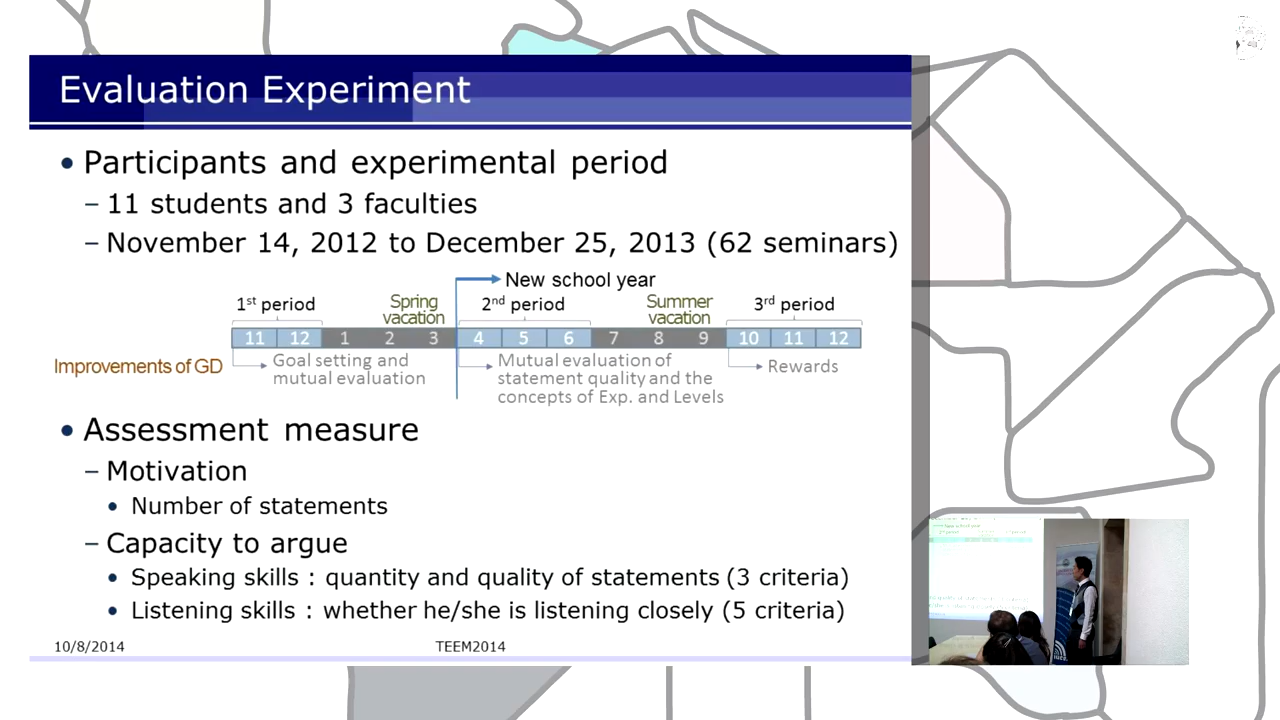 Evaluation Experiment
• Participants and experimental period
– 11 students and 3 faculties
– November 14, 2012 to December 25, 2013 (62 seminars)
New school year
1st period Spring vacation 2nd period Summer vacation 3rd period
11 12 1 2 3 4 5 6 7 8 9 10 11 12
Improvements of GD
Goal setting and
mutual evaluation
Mutual evaluation of
statement quality and the
concepts of Exp. and Levels
Rewards
• Assessment measure
– Motivation
• Number of statements
– Capacity to argue
• Speaking skills : quantity and quality of statements (3 criteria)
• Listening skills : whether he/she is listening closely (5 criteria)
10/8/2014 TEEM2014